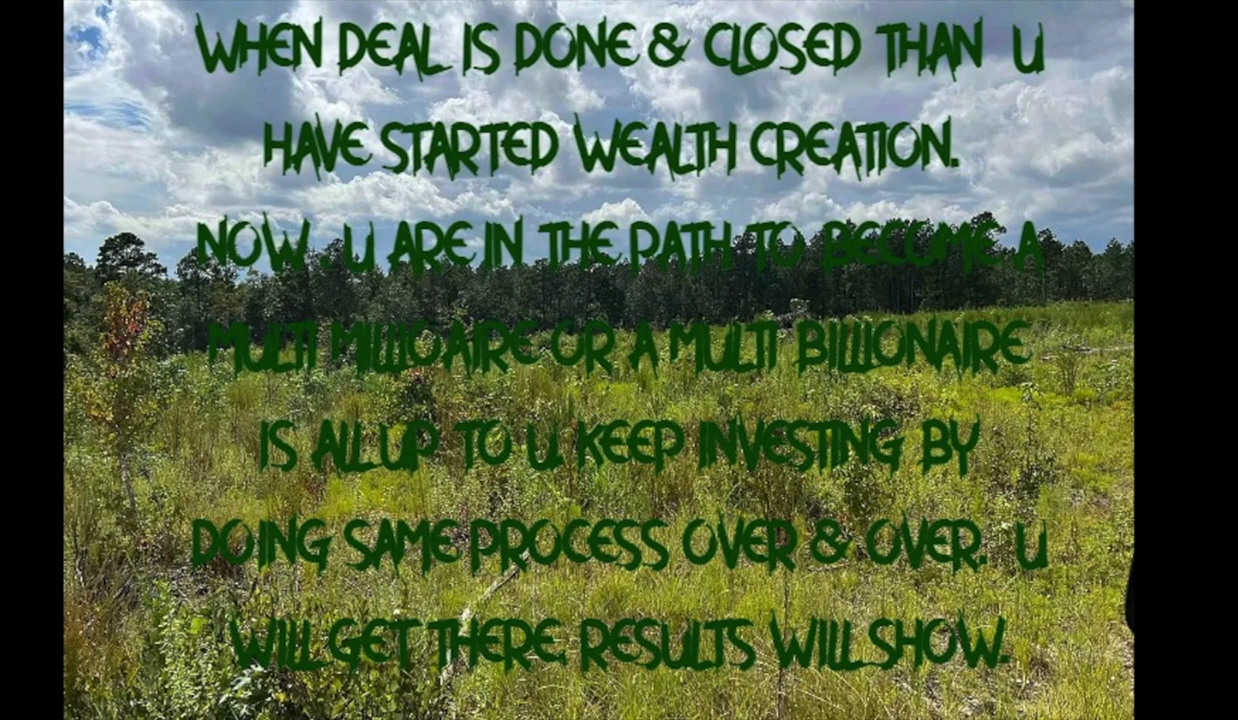 WHEN DEAL IS DONE & CLOSED THAN U
HAVE STARTED WEALTH CREATION.
NOW . U ARE IN THE PATH TO BECOME A
MULTI MILLIOAIRE OR A MULTI BILLIONAIRE
IS ALL UP TO U. KEEP INVESTING BY
DOING SAME PROCESS OVER & OVER. U
WILL GET THERE. RESULTS WILL SHOW.